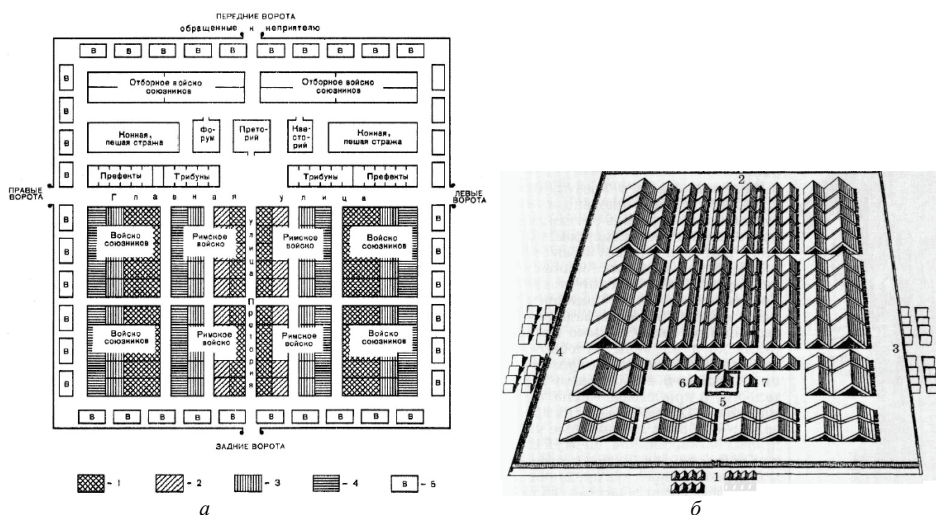 ПЕРЕДНИЕ ВОРОТА
обращенные к неприятелю
В В В В В В В В В В
Отборное войско
союзников
Отборное войско
союзников
В
В
В
В
Конная,
пешая стража
Фо-
рум
Прето-
рий
Кве-
сто-
рий
Конная,
пешая стража
Префекты
Трибуны
Трибуны
Префекты
ПРАВЫЕ
ВОРОТА
ЛЕВЫЕ
ВОРОТА
Главная улица
улица Претория
Войско
союзников
Римское
войско
Римское
войско
Войско
союзников
В
В
В
В
В
В
Войско
союзников
Римское
войско
Римское
войско
Войско
союзников
В
В
В
В
В
В
В В В В В В В В В В
ЗАДНИЕ ВОРОТА
- 1
- 2
- 3
- 4
В - 5
а
2
4
3
6
7
5
1
б